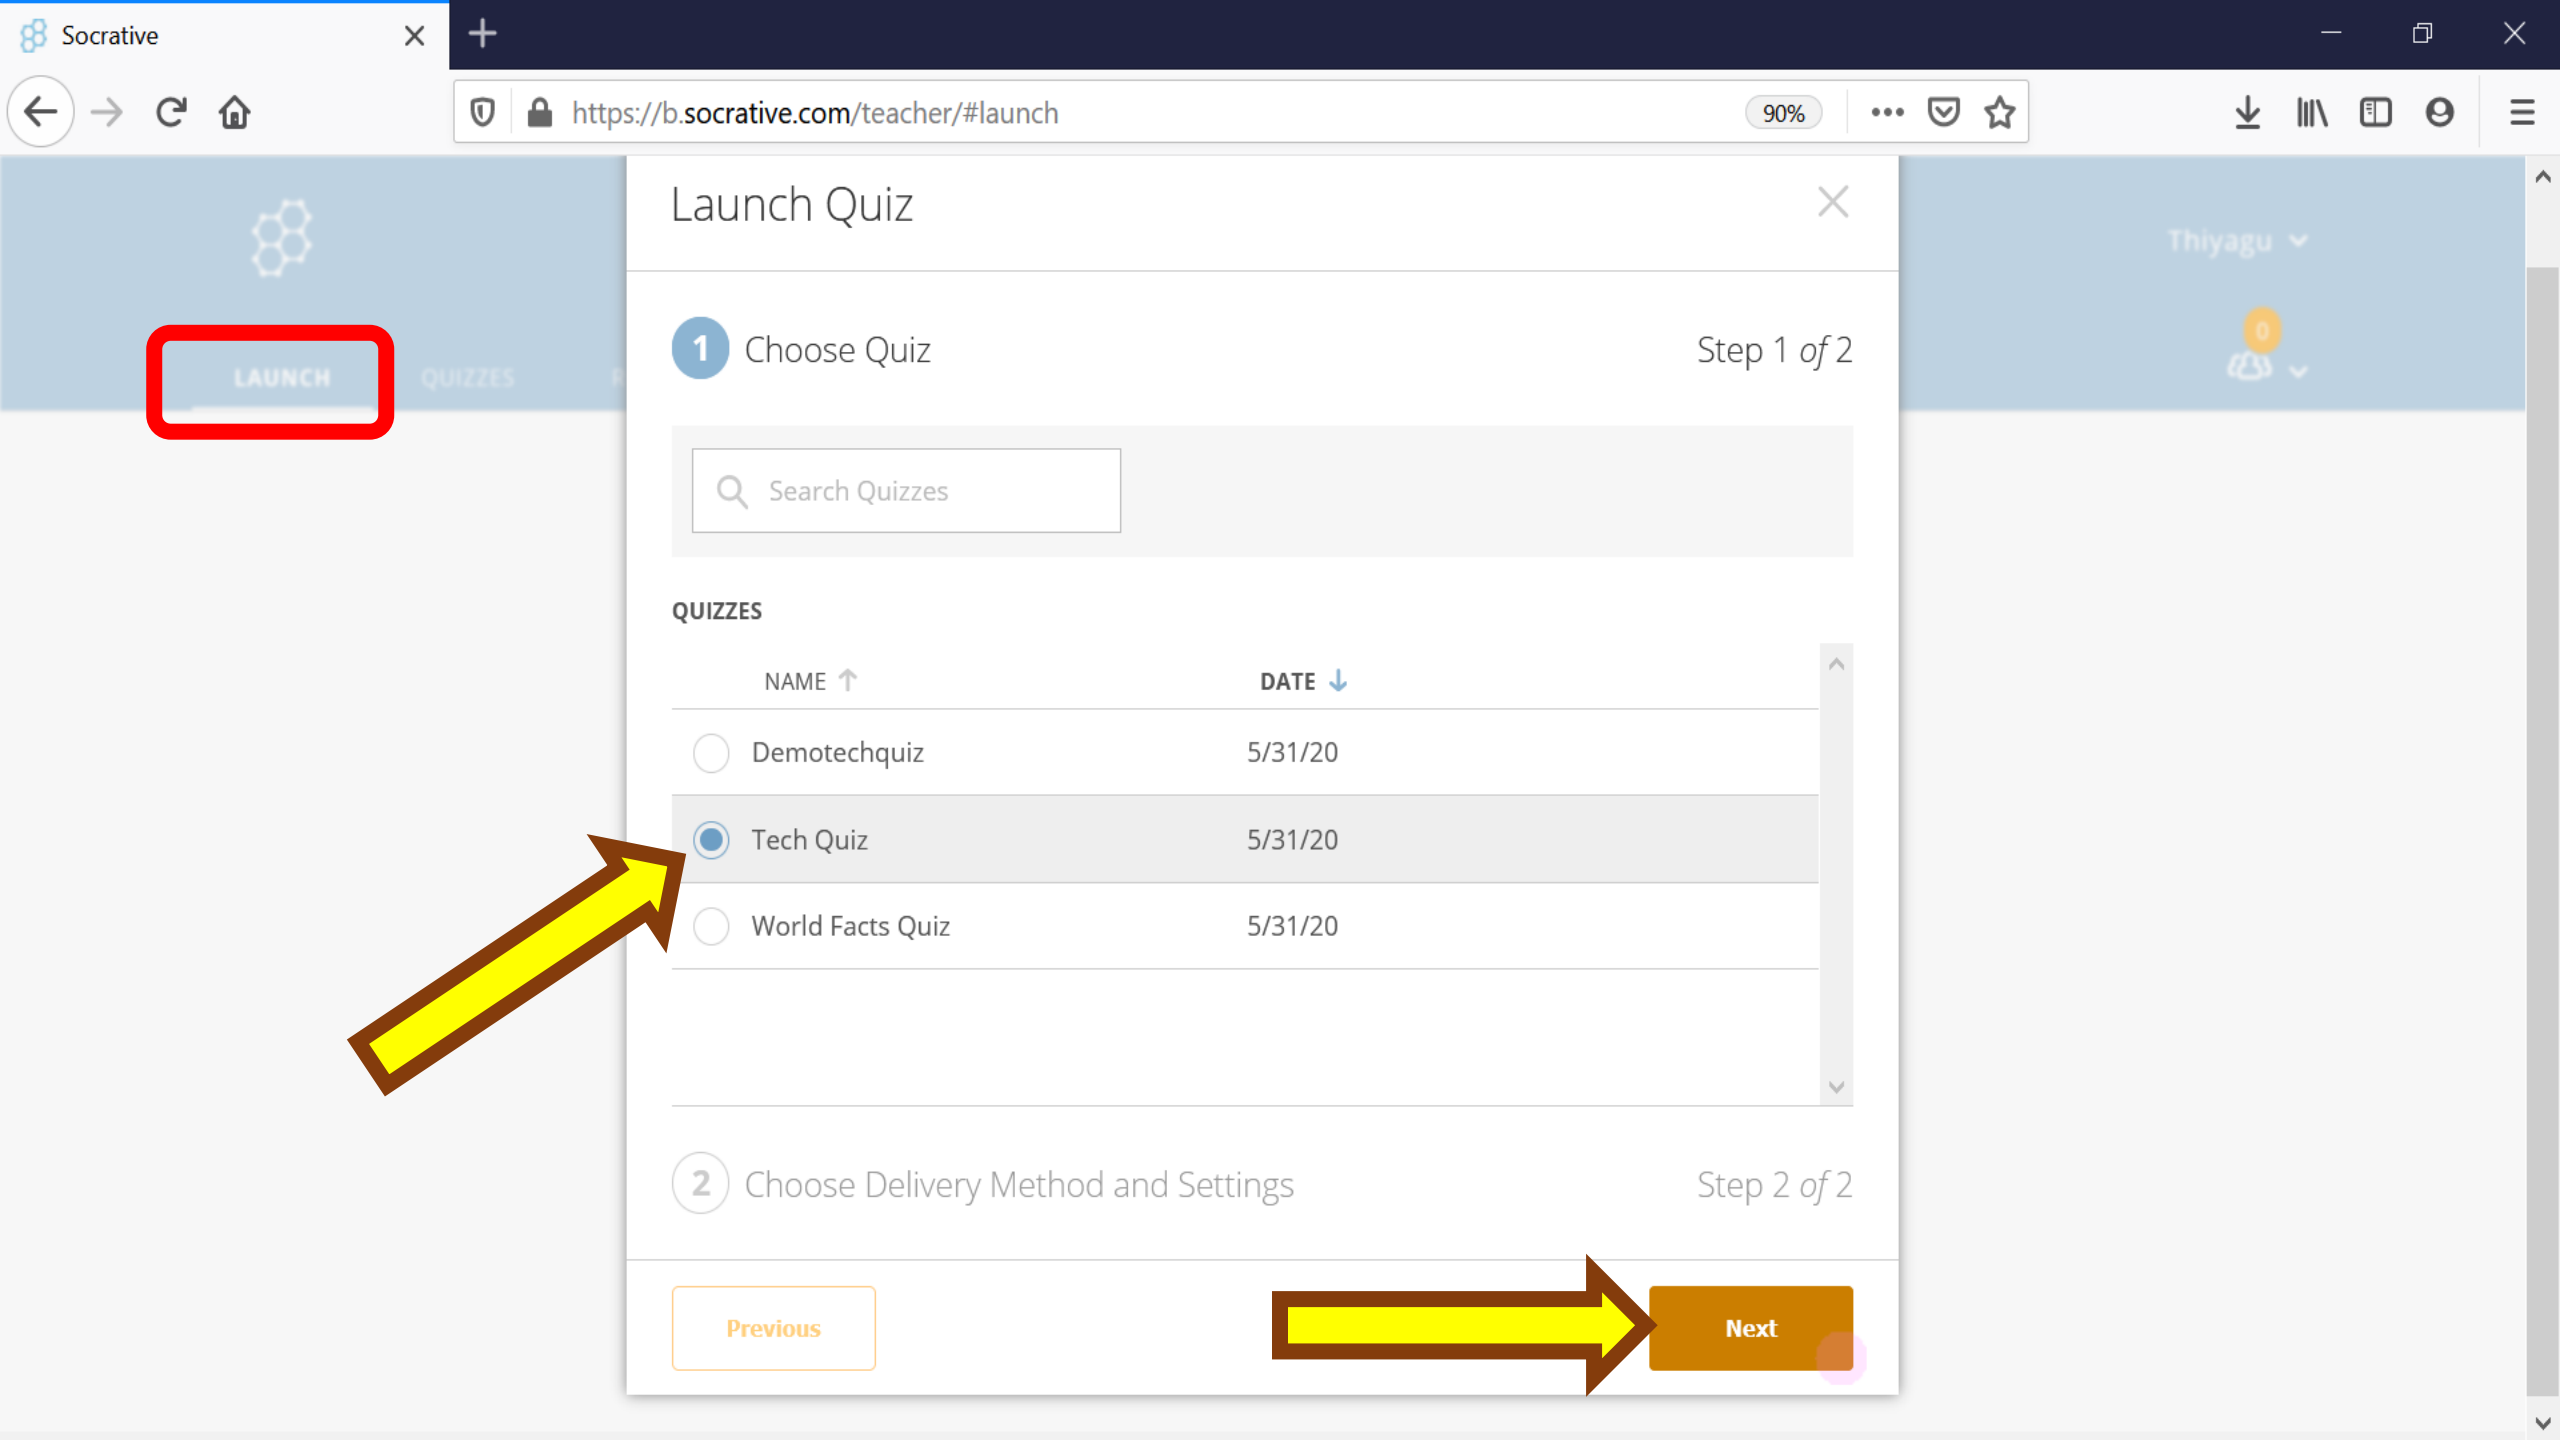 Socrative
https://b.socrative.com/teacher/#launch
90%
Launch Quiz
Thiyagu
0
LAUNCH
QUIZZES
R
1
Choose Quiz
Step 1 of 2
Search Quizzes
QUIZZES
NAME
DATE
Demotechquiz
5/31/20
Tech Quiz
5/31/20
World Facts Quiz
5/31/20
2
Choose Delivery Method and Settings
Step 2 of 2
Previous
Next